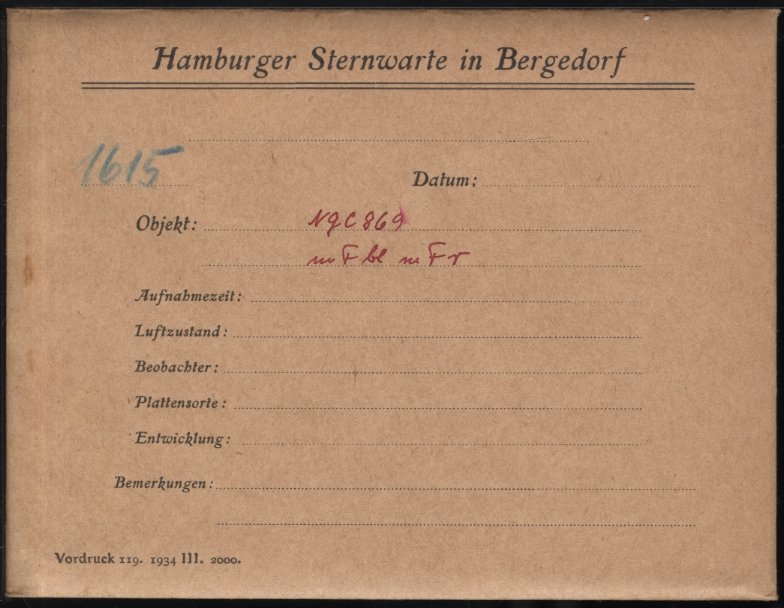 Hamburger Sternwarte in Bergedorf
1615
Datum:
Objekt: NGC 869
m F bl m F r
Aufnahmezeit:
Luftzustand:
Beobachter:
Plattensorte:
Entwicklung:
Bemerkungen:
Vordruck 119. 1934 III. 2000.